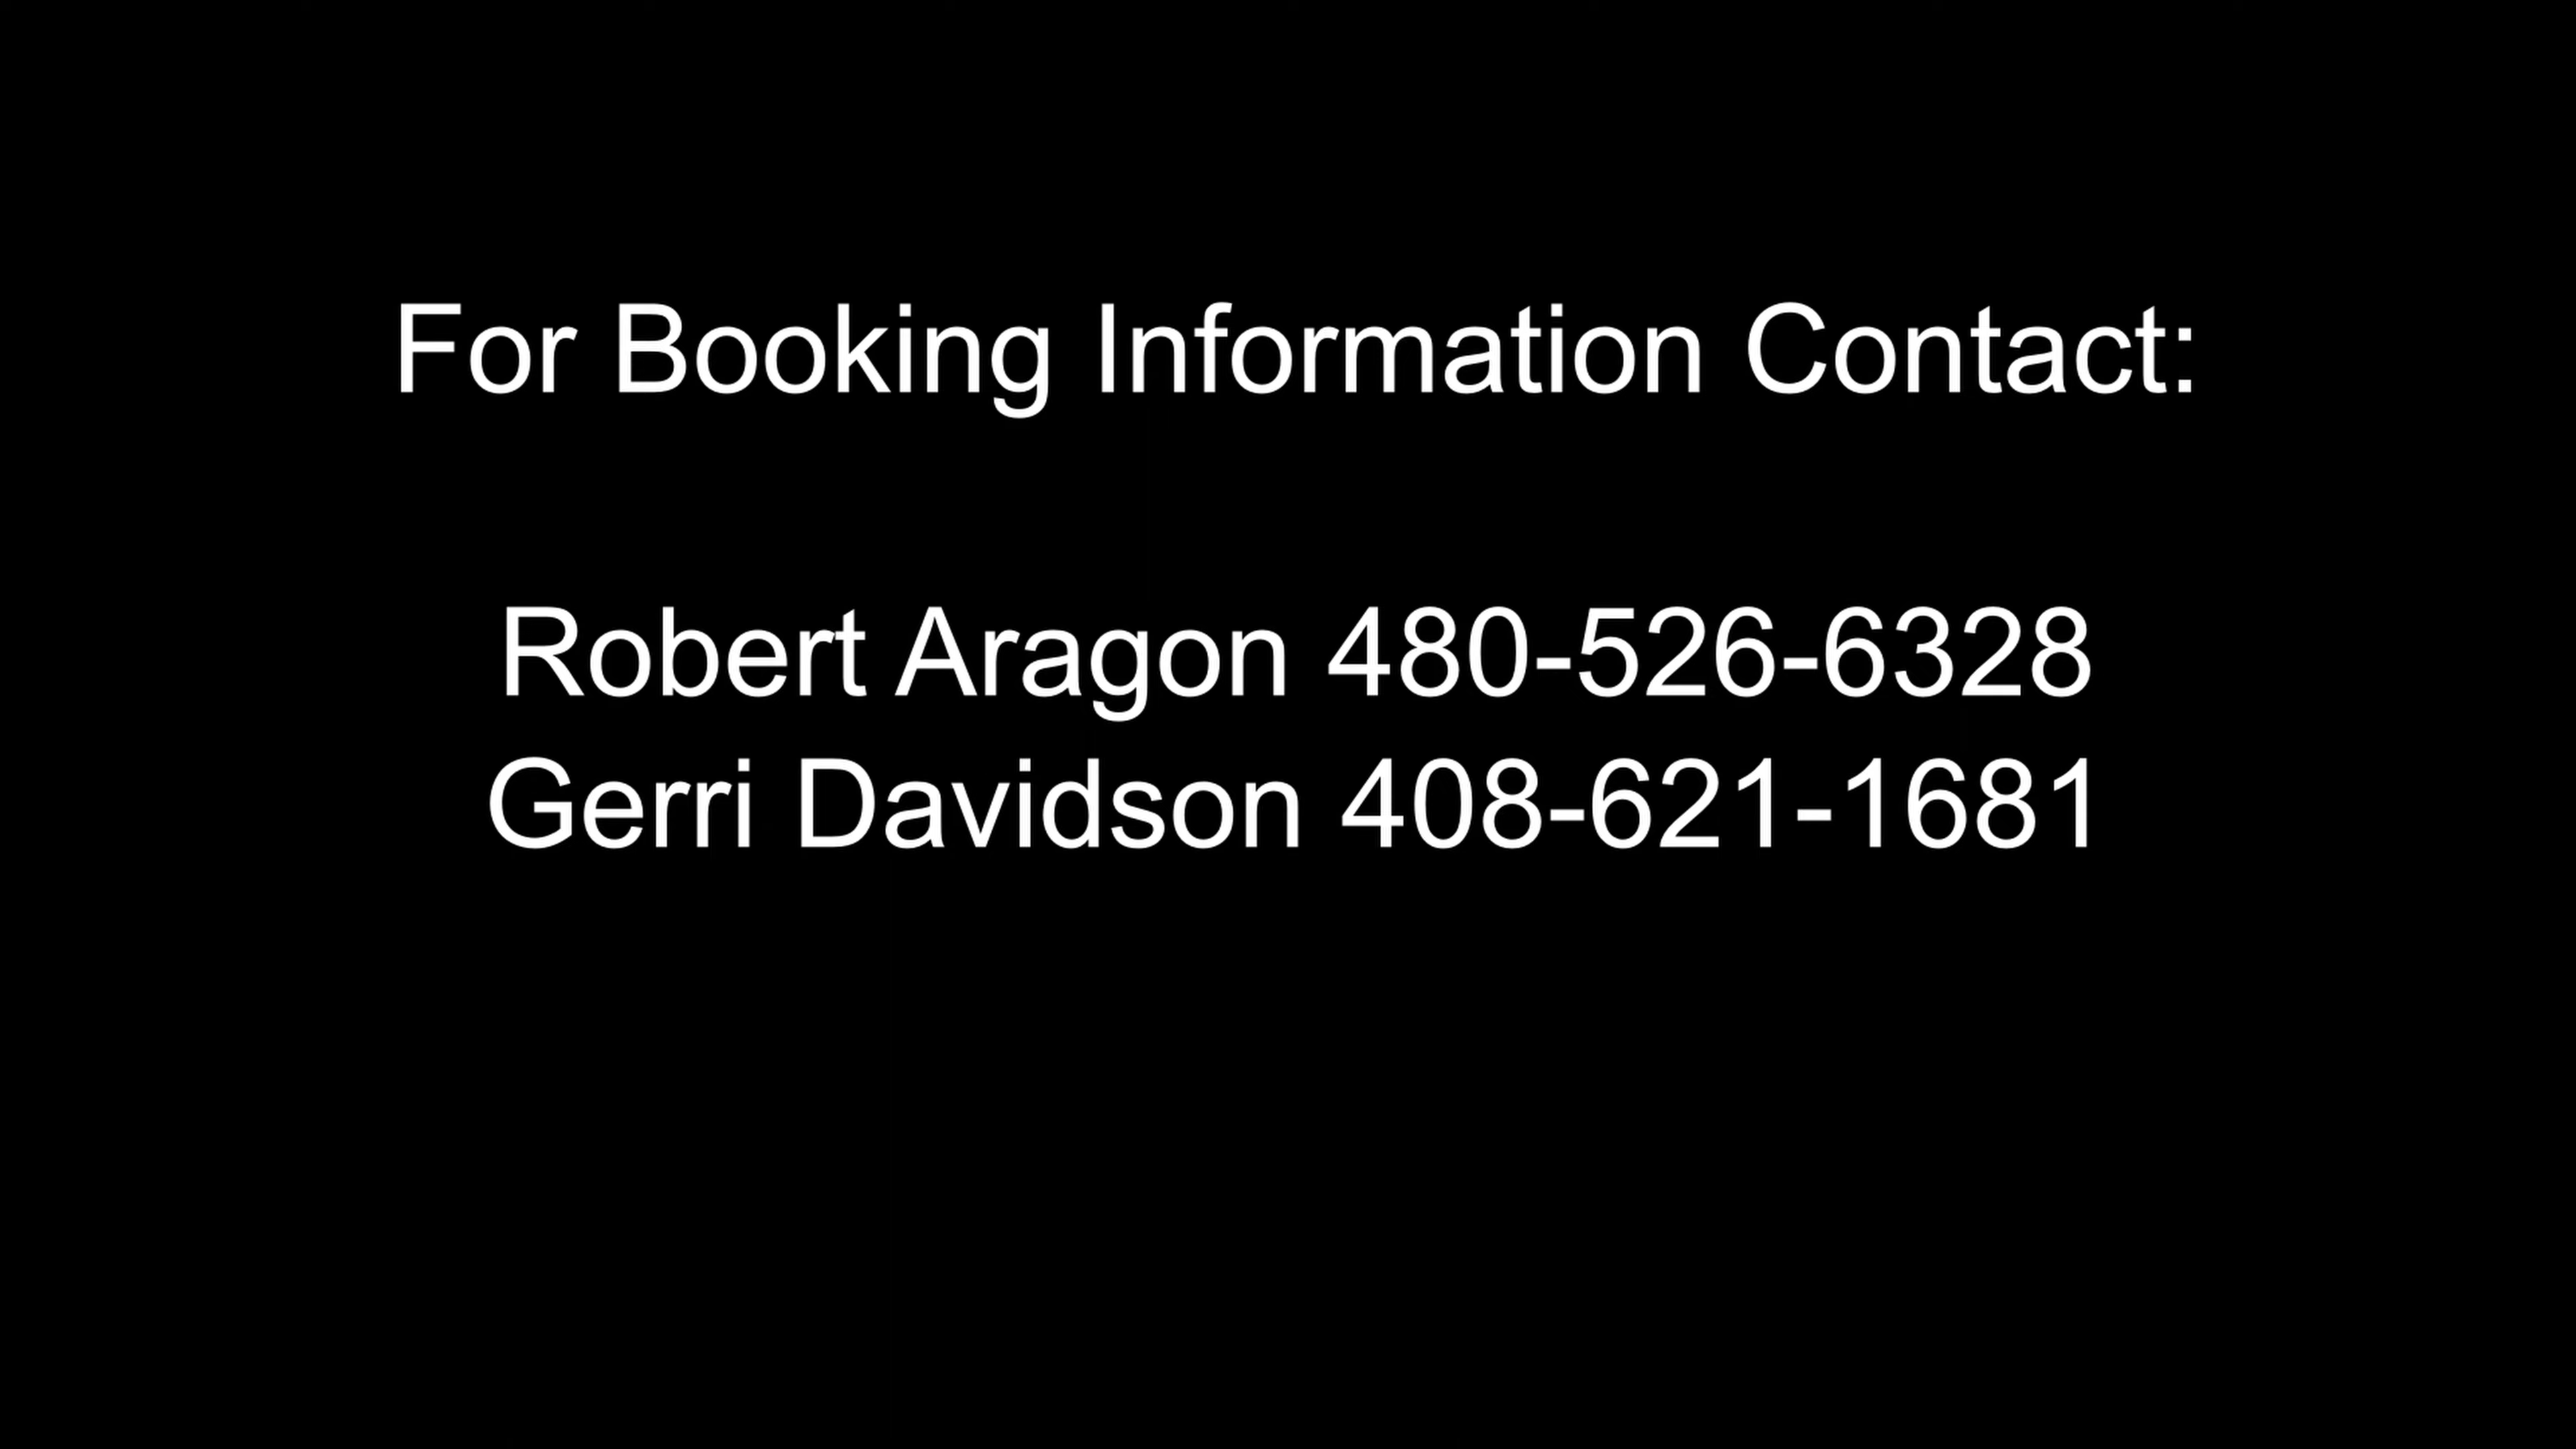 For Booking Information Contact:
Robert Aragon 480-526-6328
Gerri Davidson 408-621-1681